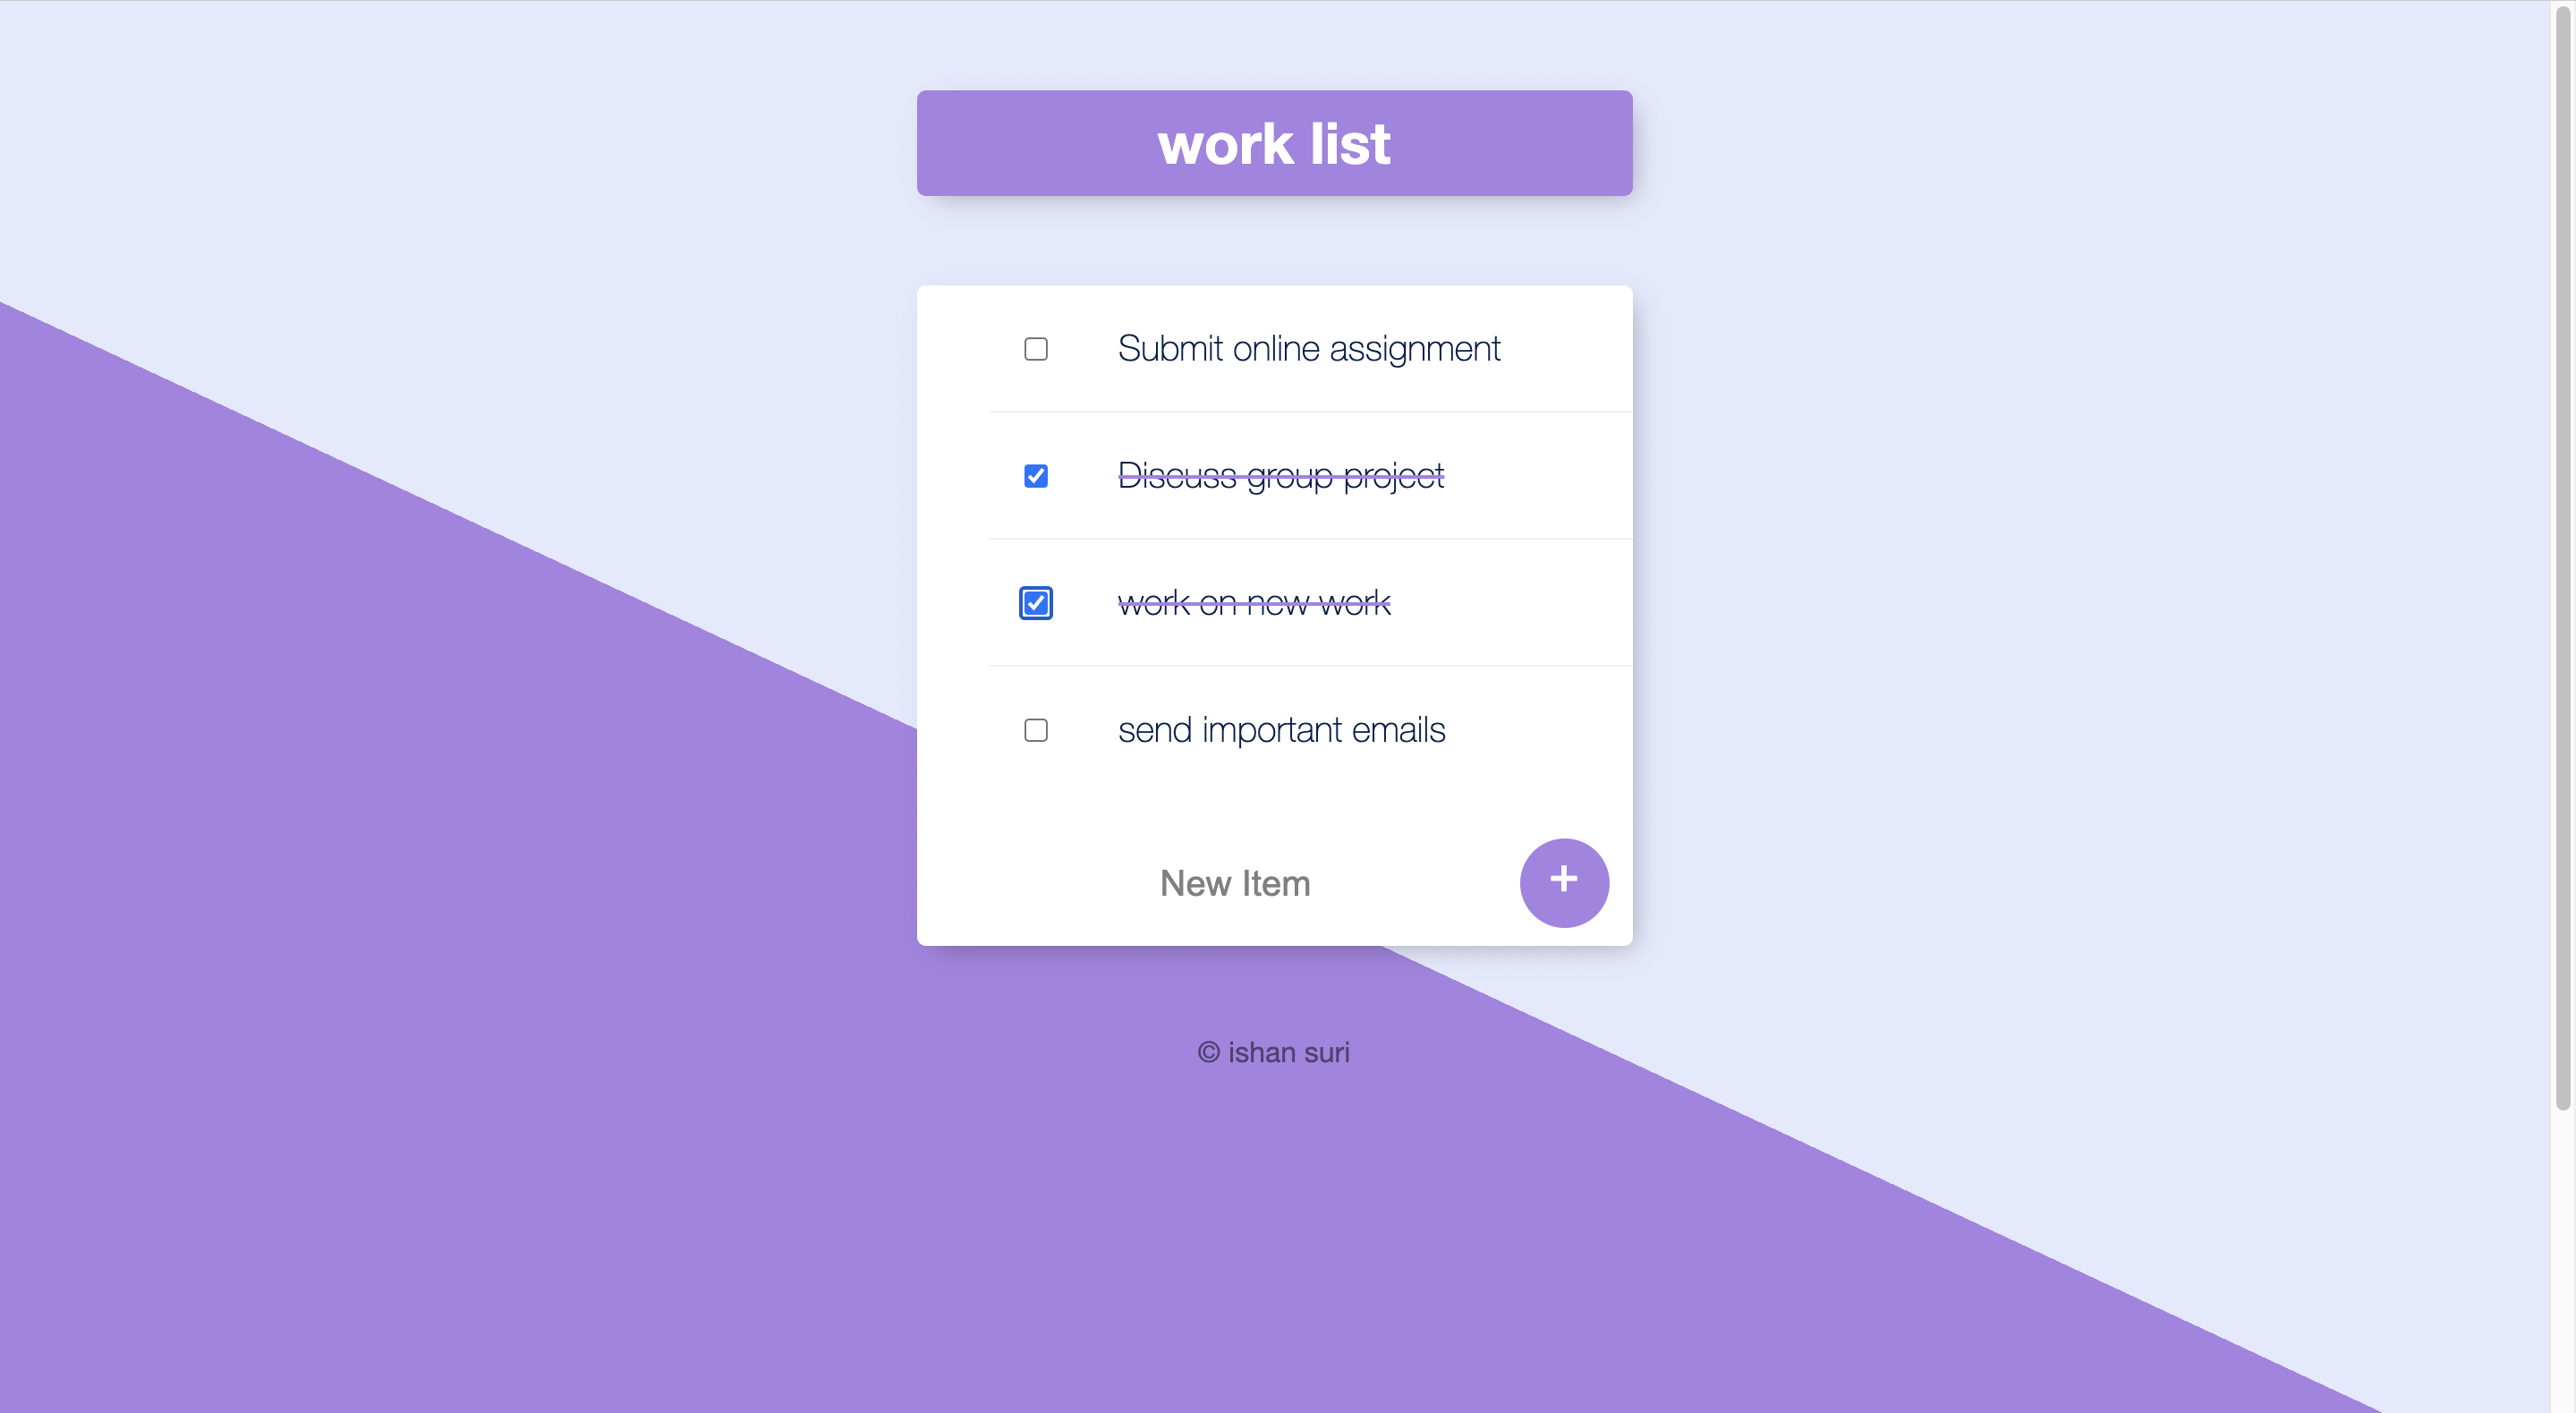 work list
Submit online assignment
Discuss group project
work on new work
send important emails
New Item
+
© ishan suri